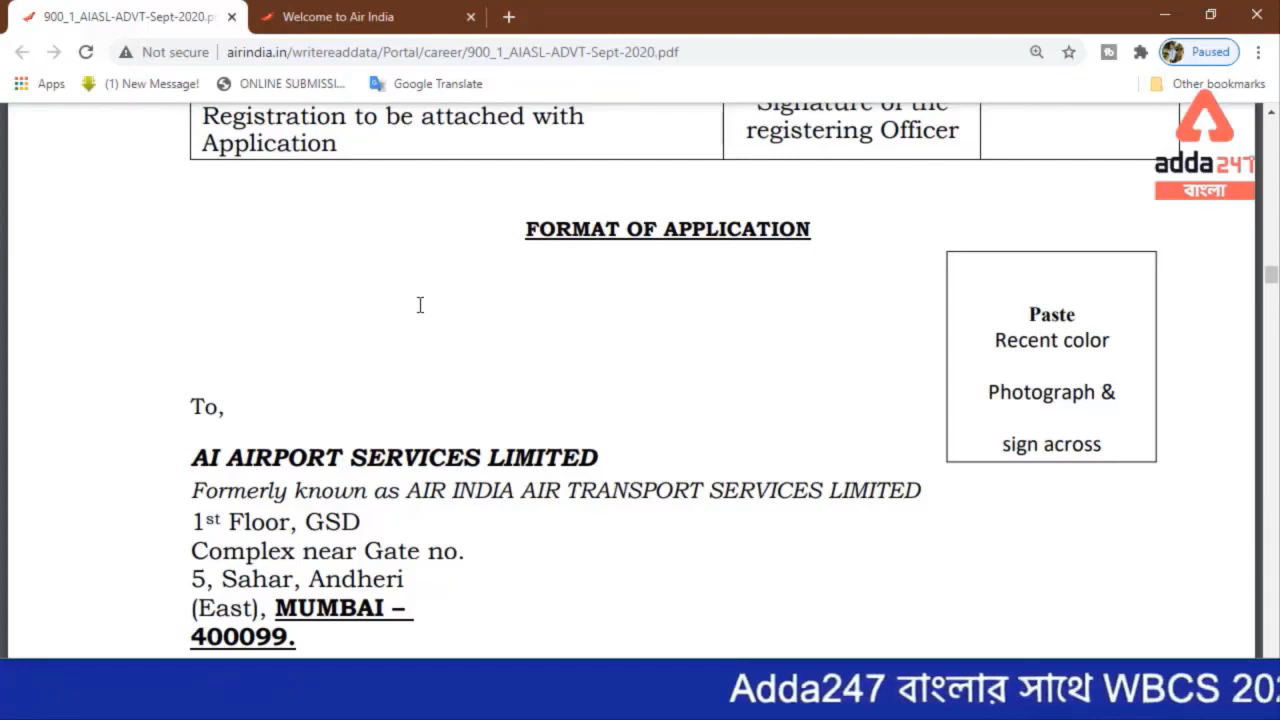 900_1_AIASL-ADVT-Sept-2020.p
Welcome to Air India
Not secure
airindia.in/writereaddata/Portal/career/900_1_AIASL-ADVT-Sept-2020.pdf
Paused
Apps
(1) New Message!
ONLINE SUBMISSI...
Google Translate
Other bookmarks
Registration to be attached with
Application
Signature of the
registering Officer
adda247
বাংলা
FORMAT OF APPLICATION
Paste
Recent color
Photograph &
sign across
To,
AI AIRPORT SERVICES LIMITED
Formerly known as AIR INDIA AIR TRANSPORT SERVICES LIMITED
1st Floor, GSD
Complex near Gate no.
5, Sahar, Andheri
(East), MUMBAI –
400099.
Adda247 বাংলার সাথে WBCS 202